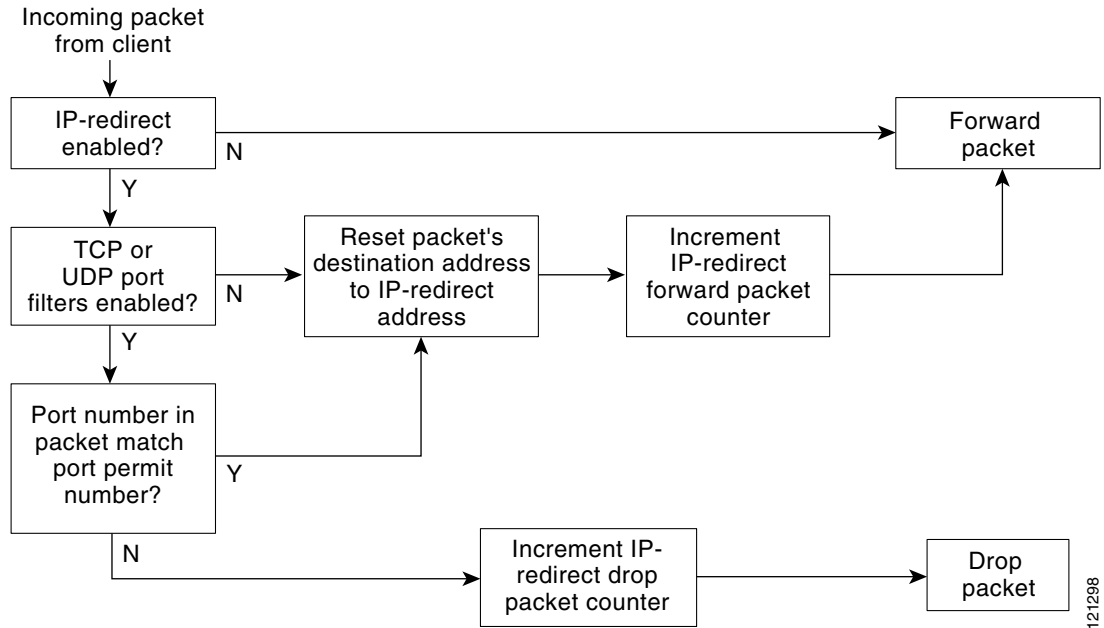 Incoming packet
from client
IP-redirect
enabled?
N
Forward
packet
Y
TCP or
UDP port
filters enabled?
N
Reset packet's
destination address
to IP-redirect
address
Increment
IP-redirect
forward packet
counter
Y
Port number in
packet match
port permit
number?
Y
N
Increment IP-
redirect drop
packet counter
Drop
packet
121298